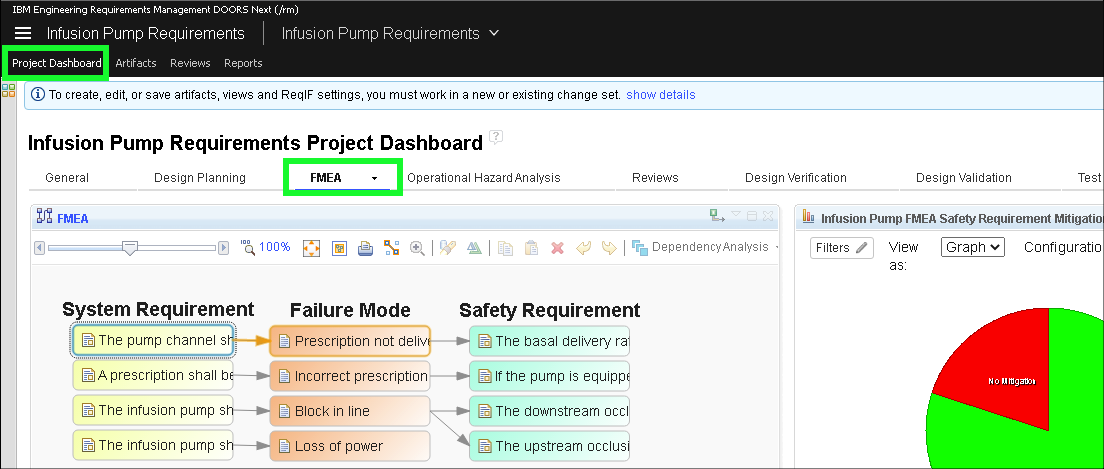 IBM Engineering Requirements Management DOORS Next (/rm)
Infusion Pump Requirements Infusion Pump Requirements
Project Dashboard Artifacts Reviews Reports
To create, edit, or save artifacts, views and ReqIF settings, you must work in a new or existing change set. show details
Infusion Pump Requirements Project Dashboard ?
General Design Planning FMEA Operational Hazard Analysis Reviews Design Verification Design Validation Test
FMEA
100% Dependency Analysis
System Requirement Failure Mode Safety Requirement
The pump channel sh Prescription not delive The basal delivery ra
A prescription shall be Incorrect prescription If the pump is equippe
The infusion pump sh Block in line The downstream occl
The infusion pump sh Loss of power The upstream occlusi
Infusion Pump FMEA Safety Requirement Mitigation
Filters View as: Graph Configuratio
No Mitigation